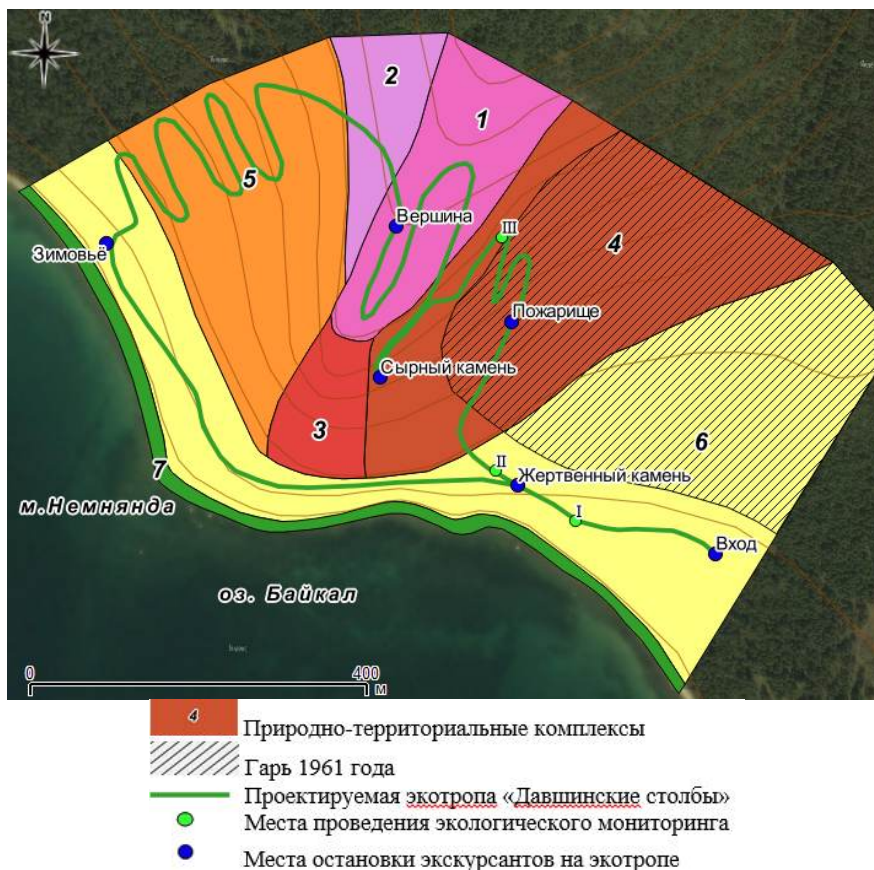 N
2
1
5
Вершина
III
4
Зимовьё
Пожарище
Сырный камень
3
6
II
7
Жертвенный камень
м.Немнянда
I
Вход
оз. Байкал
0 400
м
4 Природно-территориальные комплексы
Гарь 1961 года
Проектируемая экотропа «Давшинские столбы»
Места проведения экологического мониторинга
Места остановки экскурсантов на экотропе